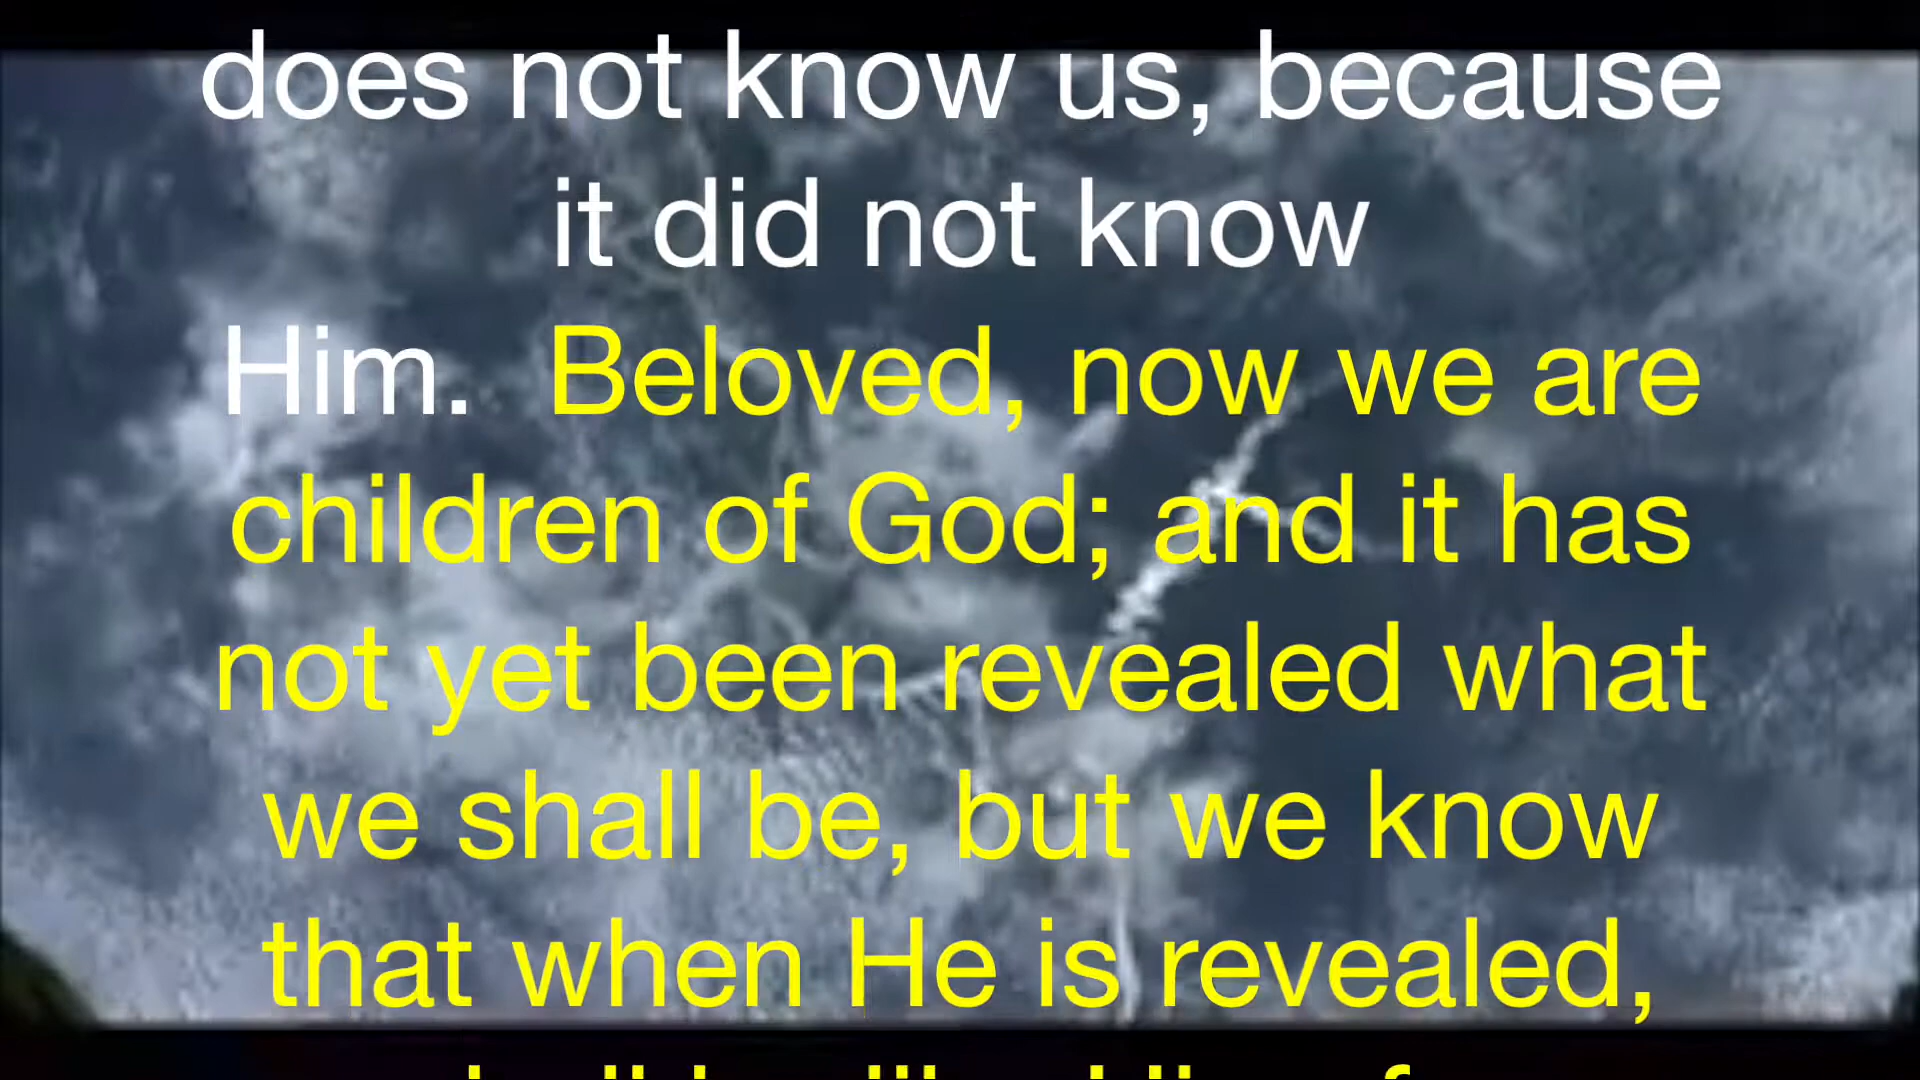 does not know us, because
it did not know
Him. Beloved, now we are
children of God; and it has
not yet been revealed what
we shall be, but we know
that when He is revealed,